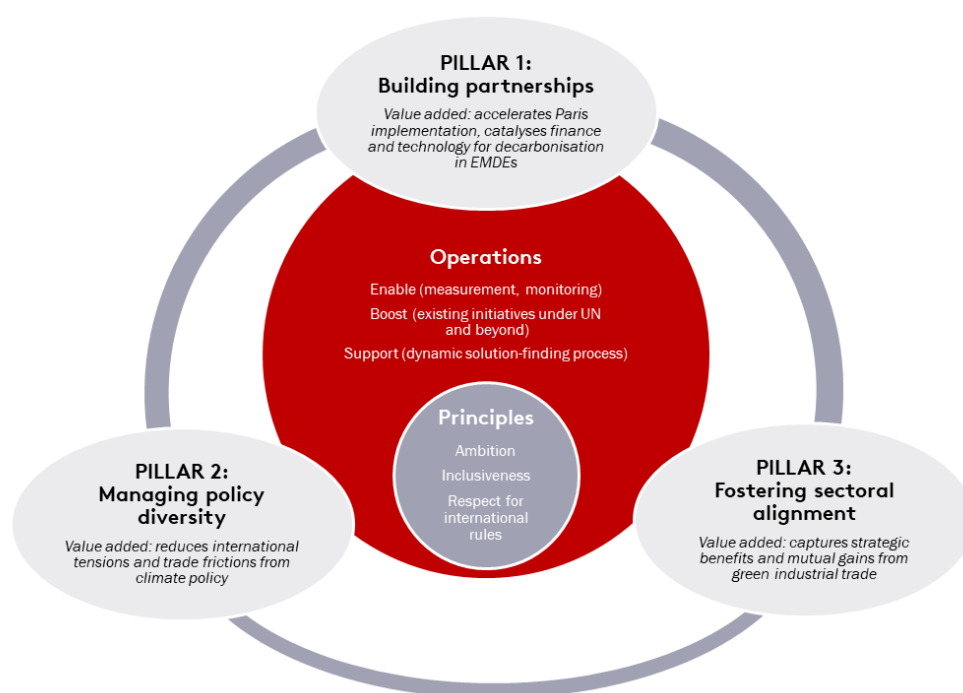 PILLAR 1:
Building partnerships
Value added: accelerates Paris
implementation, catalyses finance
and technology for decarbonisation
in EMDEs
Operations
Enable (measurement, monitoring)
Boost (existing initiatives under UN
and beyond)
Support (dynamic solution-finding process)
Principles
Ambition
Inclusiveness
Respect for
international
rules
PILLAR 2:
Managing policy
diversity
Value added: reduces international
tensions and trade frictions from
climate policy
PILLAR 3:
Fostering sectoral
alignment
Value added: captures strategic
benefits and mutual gains from
green industrial trade